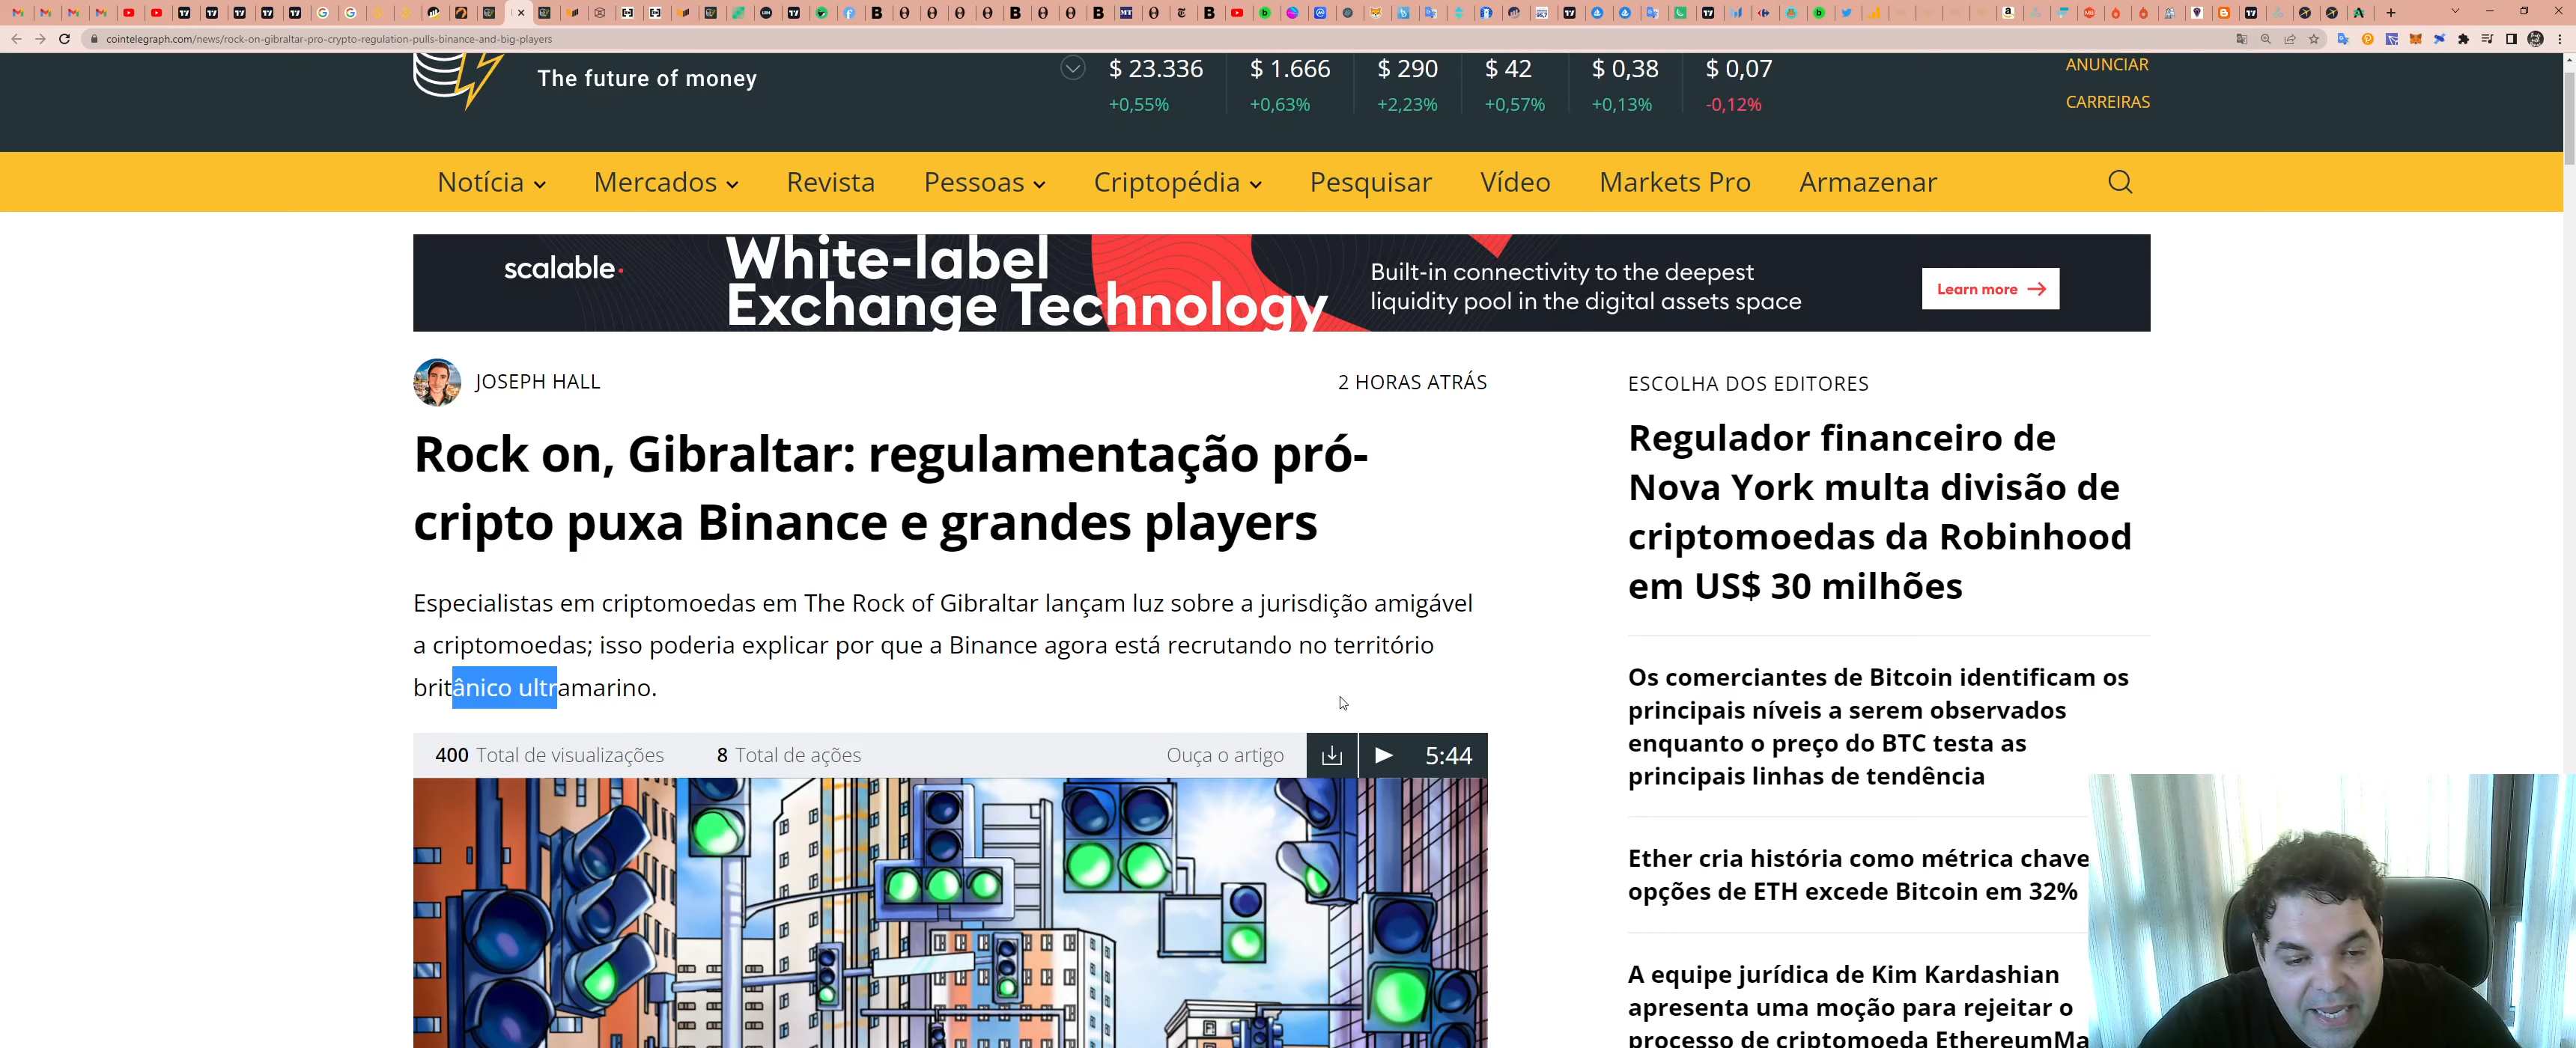 cointelegraph.com/news/rock-on-gibraltar-pro-crypto-regulation-pulls-binance-and-big-players
The future of money
$ 23.336 $ 1.666 $ 290 $ 42 $ 0,38 $ 0,07
+0,55% +0,63% +2,23% +0,57% +0,13% -0,12%
ANUNCIAR
CARREIRAS
Notícia Mercados Revista Pessoas Criptopédia Pesquisar Vídeo Markets Pro Armazenar
scalable.
White-label
Exchange Technology
Built-in connectivity to the deepest
liquidity pool in the digital assets space
Learn more →
JOSEPH HALL
2 HORAS ATRÁS
Rock on, Gibraltar: regulamentação pró-
cripto puxa Binance e grandes players
Especialistas em criptomoedas em The Rock of Gibraltar lançam luz sobre a jurisdição amigável
a criptomoedas; isso poderia explicar por que a Binance agora está recrutando no território
britânico ultramarino.
400 Total de visualizações 8 Total de ações Ouça o artigo 5:44
ESCOLHA DOS EDITORES
Regulador financeiro de
Nova York multa divisão de
criptomoedas da Robinhood
em US$ 30 milhões
Os comerciantes de Bitcoin identificam os
principais níveis a serem observados
enquanto o preço do BTC testa as
principais linhas de tendência
Ether cria história como métrica chave
opções de ETH excede Bitcoin em 32%
A equipe jurídica de Kim Kardashian
apresenta uma moção para rejeitar o
processo de criptomoeda EthereumMa